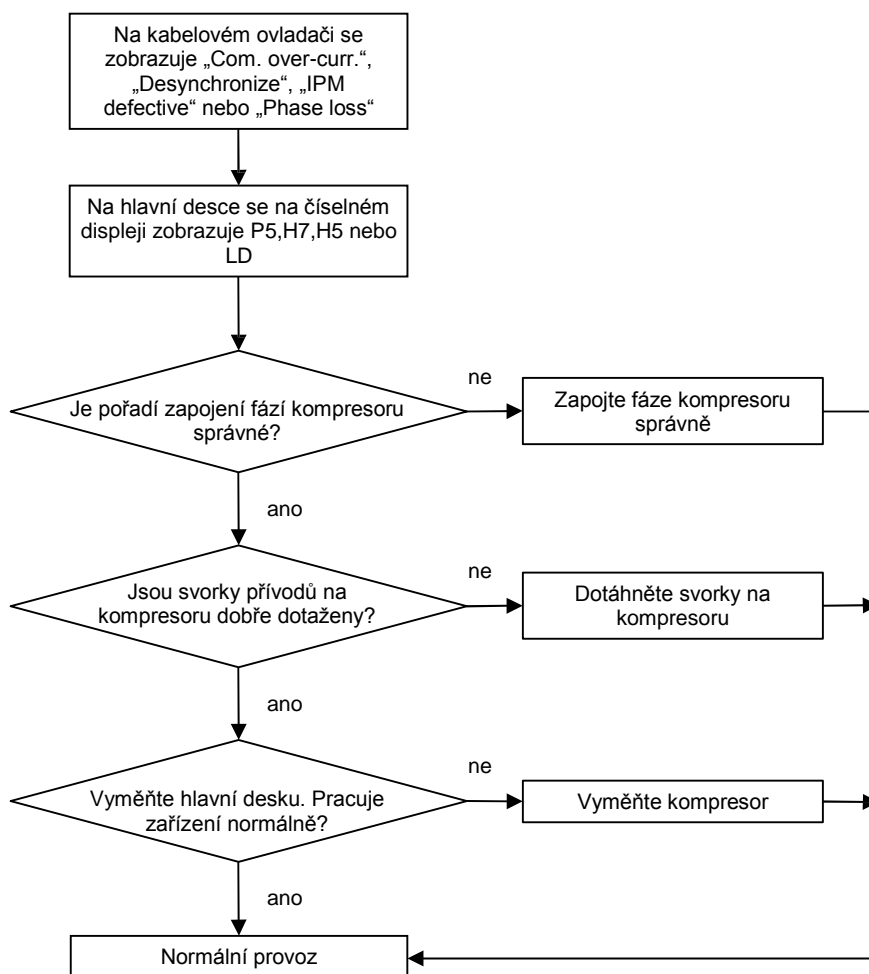 Na kabelovém ovladači se
zobrazuje „Com. over-curr.“,
„Desynchronize“, „IPM
defective“ nebo „Phase loss“
Na hlavní desce se na číselném
displeji zobrazuje P5,H7,H5 nebo
LD
Je pořadí zapojení fází kompresoru
správné?
ne
Zapojte fáze kompresoru
správně
ano
Jsou svorky přívodů na
kompresoru dobře dotaženy?
ne
Dotáhněte svorky na
kompresoru
ano
Vyměňte hlavní desku. Pracuje
zařízení normálně?
ne
Vyměňte kompresor
ano
Normální provoz